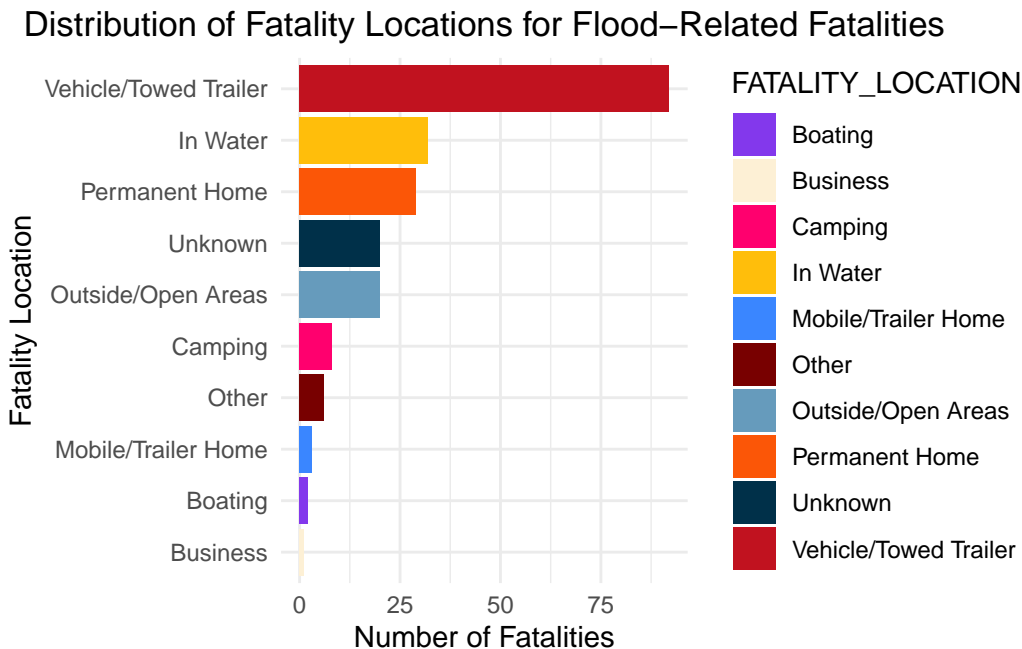 Distribution of Fatality Locations for Flood−Related Fatalities
Vehicle/Towed Trailer
In Water
Permanent Home
Unknown
Outside/Open Areas
Camping
Other
Mobile/Trailer Home
Boating
Business
Fatality Location
0 25 50 75
Number of Fatalities
FATALITY_LOCATION
Boating
Business
Camping
In Water
Mobile/Trailer Home
Other
Outside/Open Areas
Permanent Home
Unknown
Vehicle/Towed Trailer